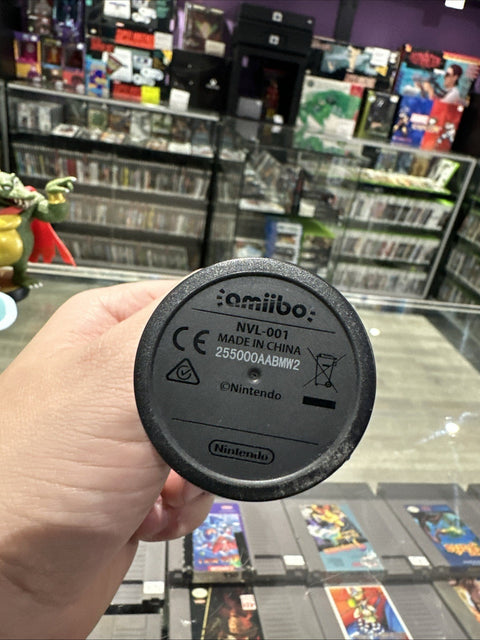 amiibo
NVL-001
MADE IN CHINA
255000AABMW2
©Nintendo
CE
Nintendo